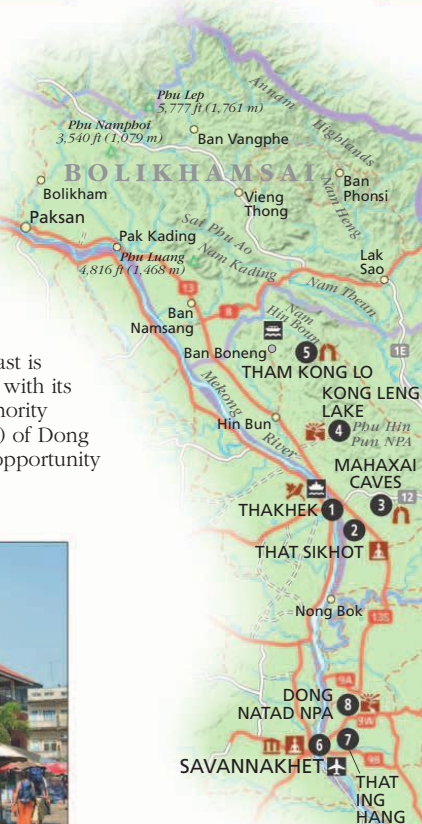 Phu Lep
5,777 ft (1,761 m)
Annam
Highlands
Phu Namphoi
3,540 ft (1,079 m)
Ban Vangphe
BOLIKHAMSAI
Bolikham
Vieng
Thong
Ban
Phonsi
Nam Heng
Paksan
Pak Kading
Sat Phu Ao
Nam Kading
Phu Luang
4,816 ft (1,468 m)
Lak
Sao
13
8
Nam Theun
Ban
Namsang
Nam
Hin Boun
1E
Ban Boneng
5
THAM KONG LO
ast is
with its
nority
) of Dong
opportunity
KONG LENG
LAKE
4
Phu Hin
Pun NPA
Mekong
River
Hin Bun
MAHAXAI
CAVES
12
3
THAKHEK
1
2
THAT SIKHOT
Nong Bok
13S
9A
DONG
NATAD NPA
8
9W
6
7
SAVANNAKHET
9B
THAT
ING
HANG